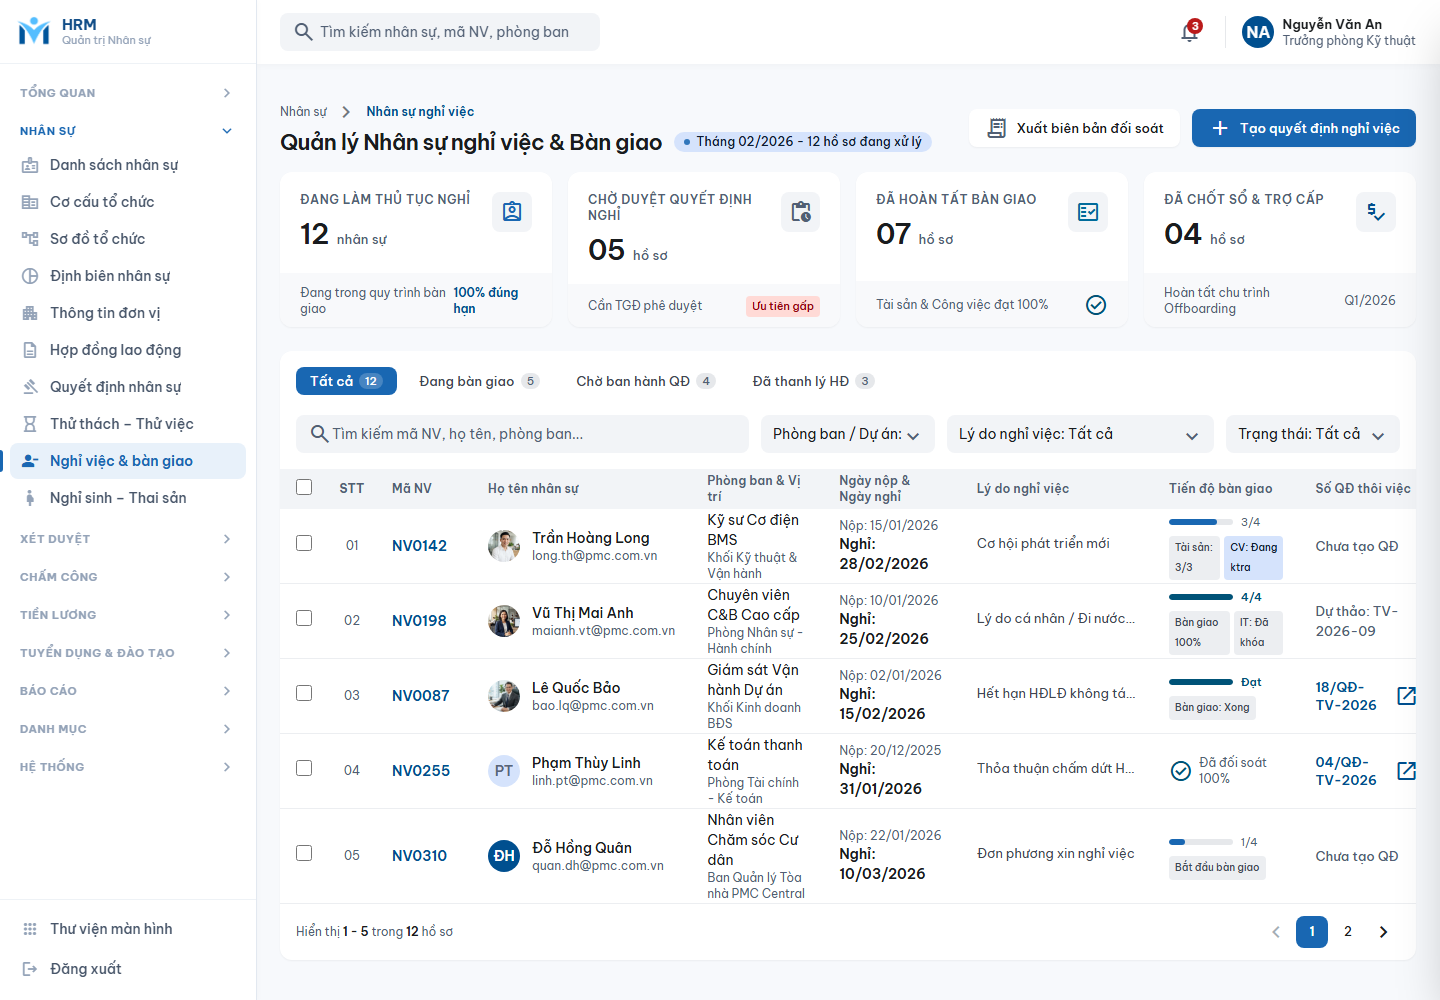 HRM
Quản trị Nhân sự
TỔNG QUAN
NHÂN SỰ
Danh sách nhân sự
Cơ cấu tổ chức
Sơ đồ tổ chức
Định biên nhân sự
Thông tin đơn vị
Hợp đồng lao động
Quyết định nhân sự
Thử thách – Thử việc
Nghỉ việc & bàn giao
Nghỉ sinh – Thai sản
XÉT DUYỆT
CHẤM CÔNG
TIỀN LƯƠNG
TUYỂN DỤNG & ĐÀO TẠO
BÁO CÁO
DANH MỤC
HỆ THỐNG
Thư viện màn hình
Đăng xuất
Tìm kiếm nhân sự, mã NV, phòng ban
3
NA
Nguyễn Văn An
Trưởng phòng Kỹ thuật
Nhân sự
Nhân sự nghỉ việc
Quản lý Nhân sự nghỉ việc & Bàn giao
Tháng 02/2026 - 12 hồ sơ đang xử lý
Xuất biên bản đối soát
Tạo quyết định nghỉ việc
ĐANG LÀM THỦ TỤC NGHỈ
12 nhân sự
Đang trong quy trình bàn giao
100% đúng hạn
CHỜ DUYỆT QUYẾT ĐỊNH NGHỈ
05 hồ sơ
Cần TGĐ phê duyệt
Ưu tiên gấp
ĐÃ HOÀN TẤT BÀN GIAO
07 hồ sơ
Tài sản & Công việc đạt 100%
ĐÃ CHỐT SỔ & TRỢ CẤP
04 hồ sơ
Hoàn tất chu trình Offboarding
Q1/2026
Tất cả 12
Đang bàn giao 5
Chờ ban hành QĐ 4
Đã thanh lý HĐ 3
Tìm kiếm mã NV, họ tên, phòng ban...
Phòng ban / Dự án:
Lý do nghỉ việc: Tất cả
Trạng thái: Tất cả
STT
Mã NV
Họ tên nhân sự
Phòng ban & Vị trí
Ngày nộp & Ngày nghỉ
Lý do nghỉ việc
Tiến độ bàn giao
Số QĐ thôi việc
01
NV0142
Trần Hoàng Long
long.th@pmc.com.vn
Kỹ sư Cơ điện BMS
Khối Kỹ thuật & Vận hành
Nộp: 15/01/2026
Nghỉ: 28/02/2026
Cơ hội phát triển mới
3/4
Tài sản: 3/3
CV: Đang ktra
Chưa tạo QĐ
02
NV0198
Vũ Thị Mai Anh
maianh.vt@pmc.com.vn
Chuyên viên C&B Cao cấp
Phòng Nhân sự - Hành chính
Nộp: 10/01/2026
Nghỉ: 25/02/2026
Lý do cá nhân / Đi nước...
4/4
Bàn giao 100%
IT: Đã khóa
Dự thảo: TV-2026-09
03
NV0087
Lê Quốc Bảo
bao.lq@pmc.com.vn
Giám sát Vận hành Dự án
Khối Kinh doanh BĐS
Nộp: 02/01/2026
Nghỉ: 15/02/2026
Hết hạn HĐLĐ không tá...
Đạt
Bàn giao: Xong
18/QĐ-TV-2026
04
NV0255
PT
Phạm Thùy Linh
linh.pt@pmc.com.vn
Kế toán thanh toán
Phòng Tài chính - Kế toán
Nộp: 20/12/2025
Nghỉ: 31/01/2026
Thỏa thuận chấm dứt H...
Đã đối soát 100%
04/QĐ-TV-2026
05
NV0310
ĐH
Đỗ Hồng Quân
quan.dh@pmc.com.vn
Nhân viên Chăm sóc Cư dân
Ban Quản lý Tòa nhà PMC Central
Nộp: 22/01/2026
Nghỉ: 10/03/2026
Đơn phương xin nghỉ việc
1/4
Bắt đầu bàn giao
Chưa tạo QĐ
Hiển thị 1 - 5 trong 12 hồ sơ
1
2